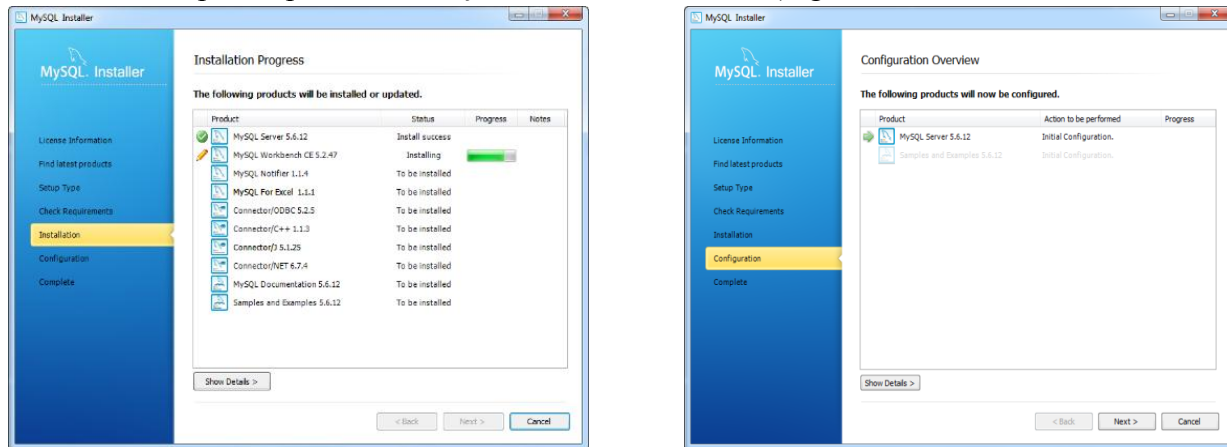 MySQL Installer
MySQL. Installer
License Information
Find latest products
Setup Type
Check Requirements
Installation
Configuration
Complete
Installation Progress
The following products will be installed or updated.
Product Status Progress Notes
MySQL Server 5.6.12 Install success
MySQL Workbench CE 5.2.47 Installing
MySQL Notifier 1.1.4 To be installed
MySQL For Excel 1.1.1 To be installed
Connector/ODBC 5.2.5 To be installed
Connector/C++ 1.1.3 To be installed
Connector/J 5.1.25 To be installed
Connector/NET 6.7.4 To be installed
MySQL Documentation 5.6.12 To be installed
Samples and Examples 5.6.12 To be installed
Show Details >
< Back Next > Cancel
MySQL Installer
MySQL. Installer
License Information
Find latest products
Setup Type
Check Requirements
Installation
Configuration
Complete
Configuration Overview
The following products will now be configured.
Product Action to be performed Progress
MySQL Server 5.6.12 Initial Configuration.
Samples and Examples 5.6.12 Initial Configuration.
Show Details >
< Back Next > Cancel